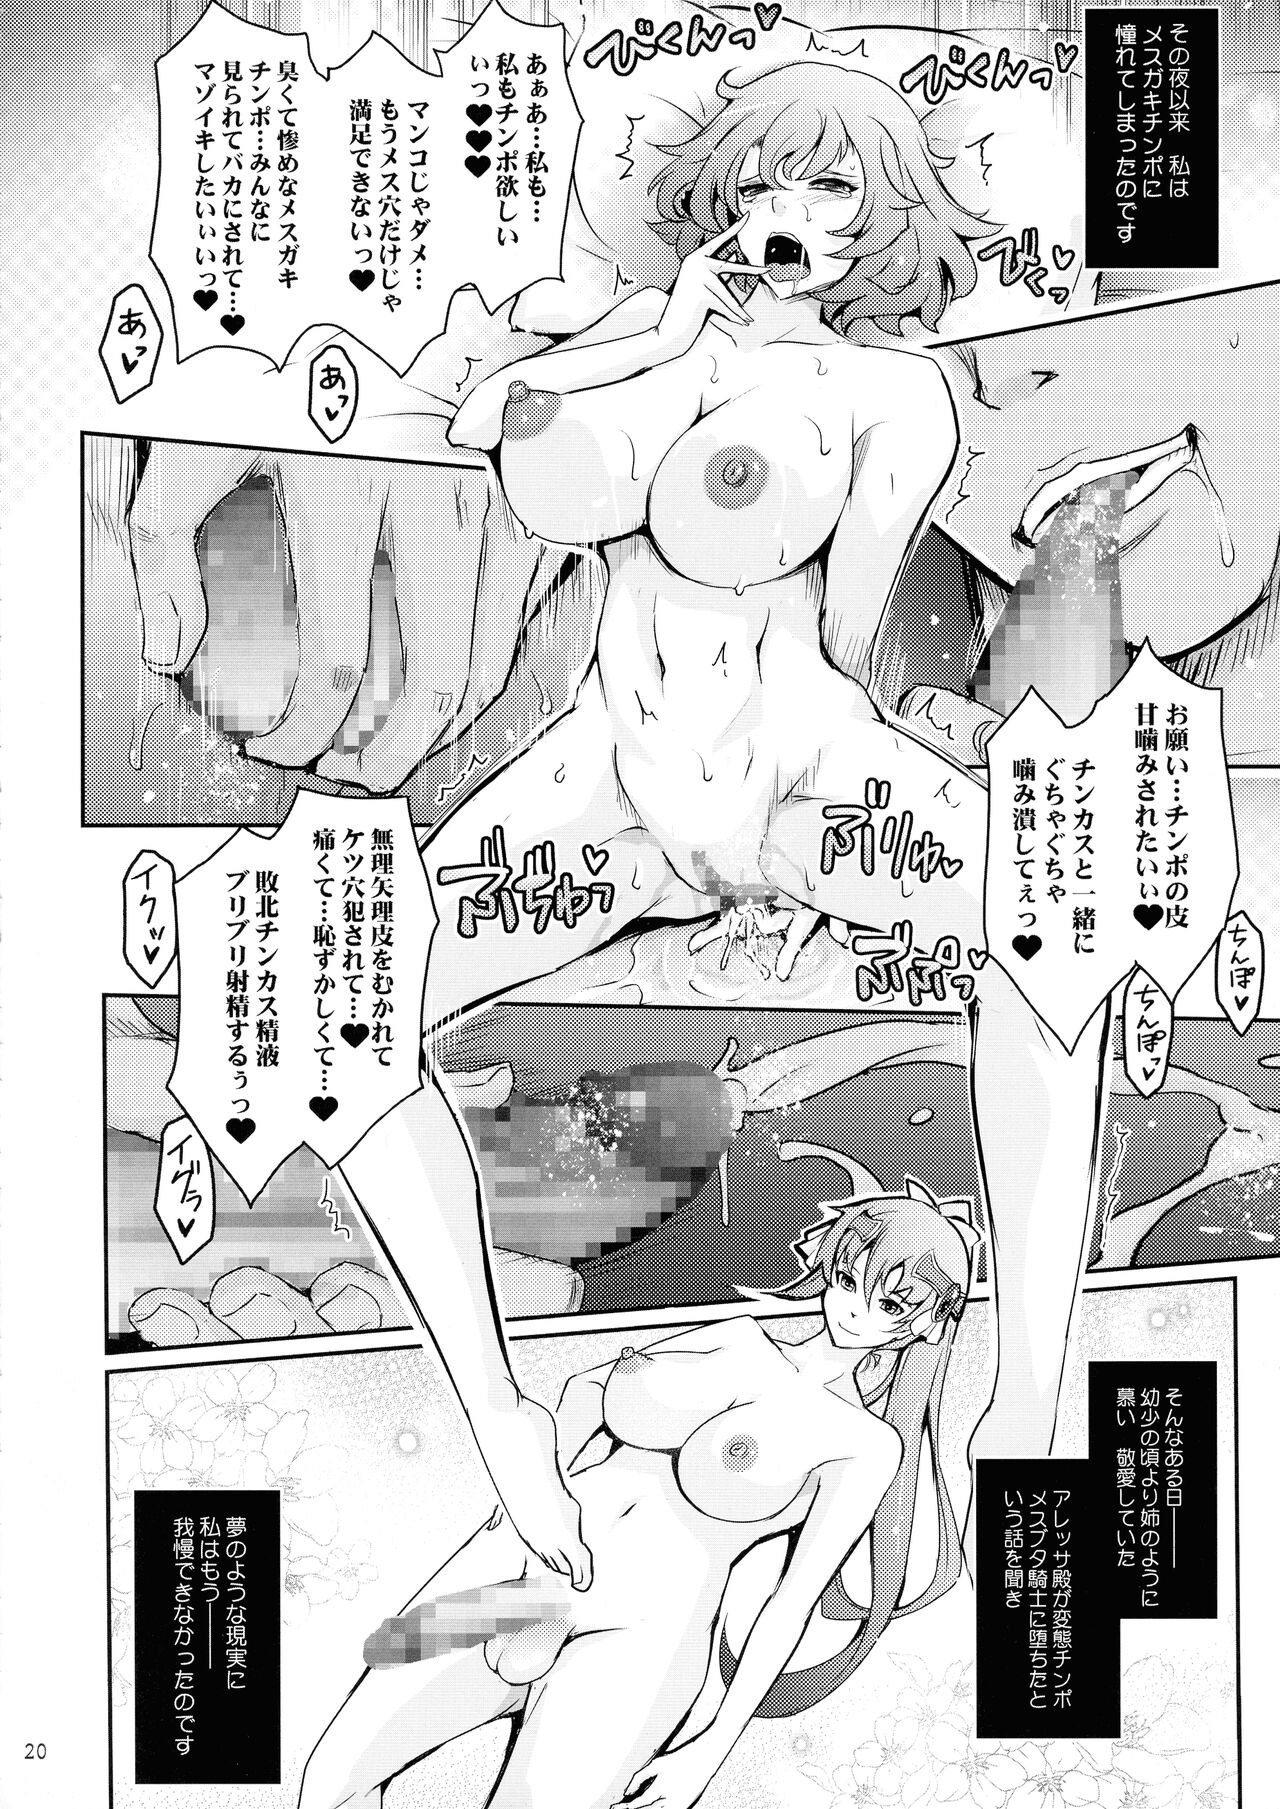 その夜以来 私は
メスガキチンポに
憧れてしまったのです
びくんっ♡
びくんっ♡
びくっ♡
あぁあ…私も…
私もチンポ欲しい
いっ♥♥♥
マンコじゃダメ…
もうメス穴だけじゃ
満足できないっ♥
臭くて惨めなメスガキ
チンポ…みんなに
見られてバカにされて…♥
マゾイキしたいぃいっ♥
あっ♥
あっ♥
お願い…チンポの皮
甘噛みされたいぃ♥
チンカスと一緒に
ぐちゃぐちゃ
噛み潰してぇっ♥
ちんぽ♥
ちんぽっ♥
ぶりゅっ♡
ぶぷぷっ♡
ぶぢゅっ♡
無理矢理皮をむかれて
ケツ穴犯されて…♥
痛くて…恥ずかしくて…♥
敗北チンカス精液
ブリブリ射精するぅっ♥
イクッ
イグぅ♥
そんなある日――
幼少の頃より姉のように
慕い 敬愛していた
アレッサ殿が変態チンポ
メスブタ騎士に堕ちたと
いう話を聞き
夢のような現実に
私はもう――
我慢できなかったのです
20